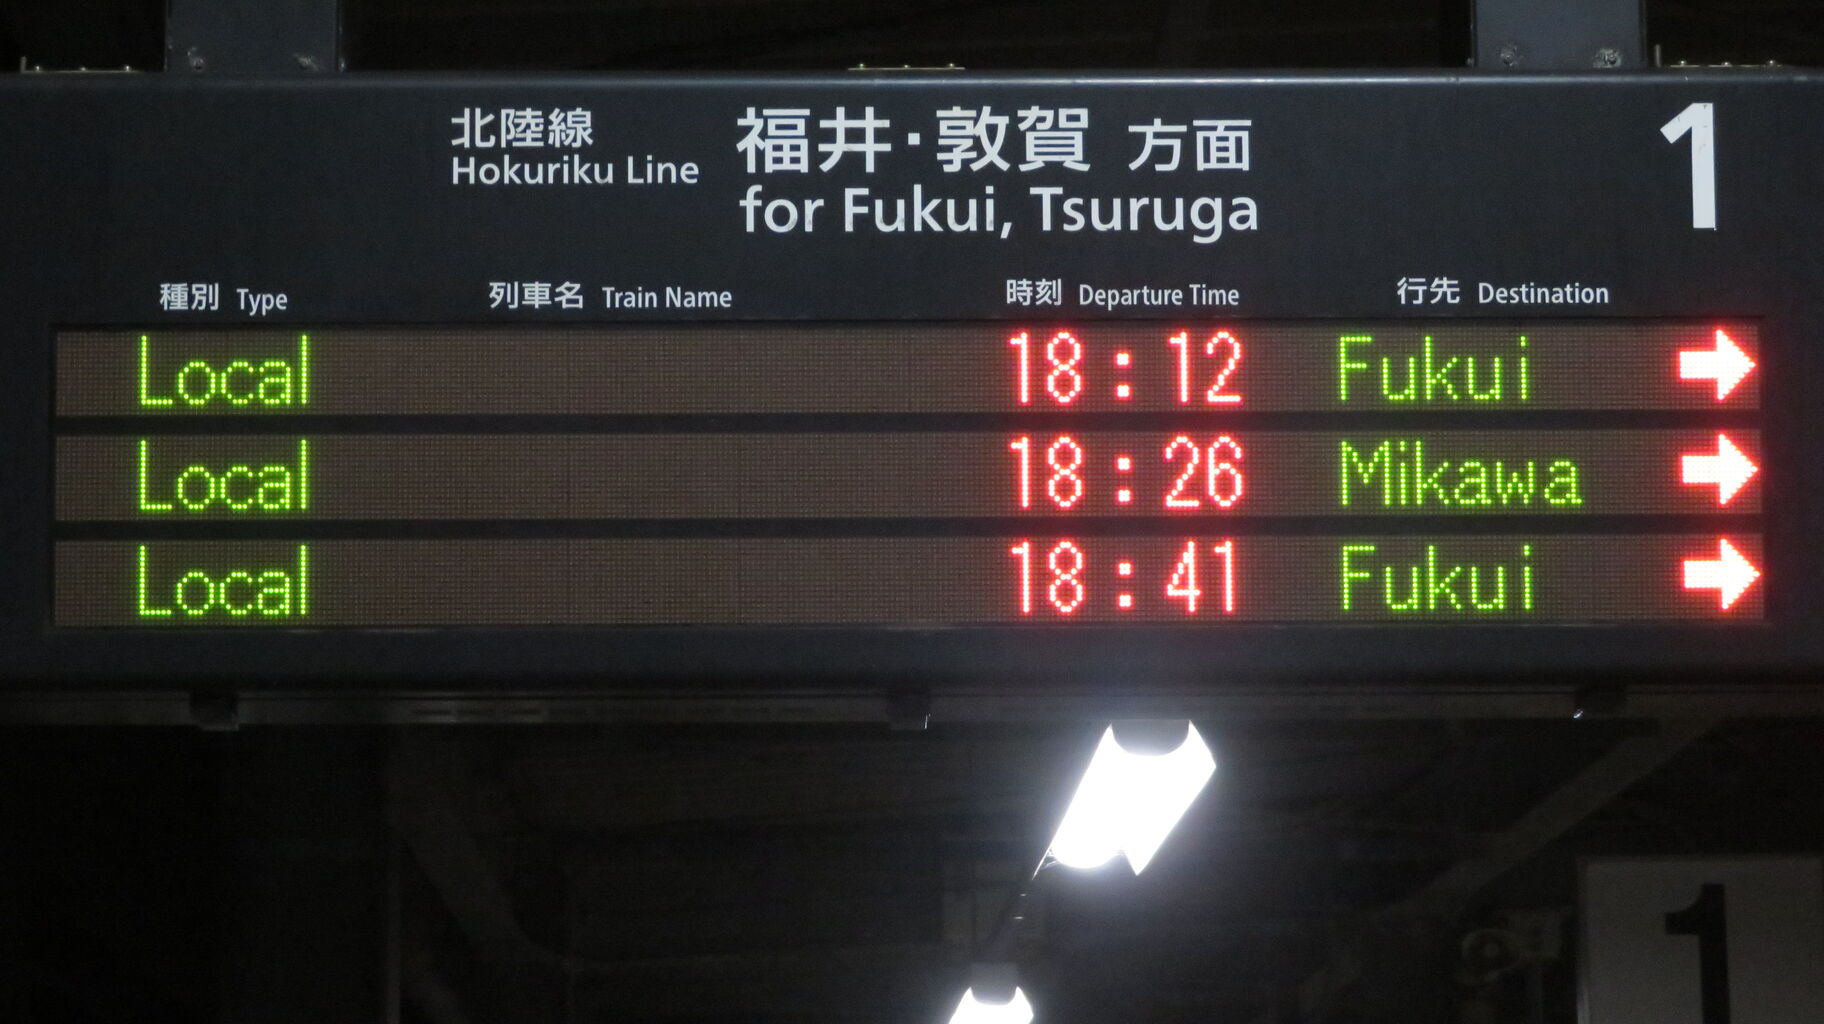 北陸線 福井・敦賀 方面 1
Hokuriku Line for Fukui, Tsuruga
種別 Type 列車名 Train Name 時刻 Departure Time 行先 Destination
Local 18:12 Fukui →
Local 18:26 Mikawa →
Local 18:41 Fukui →
1